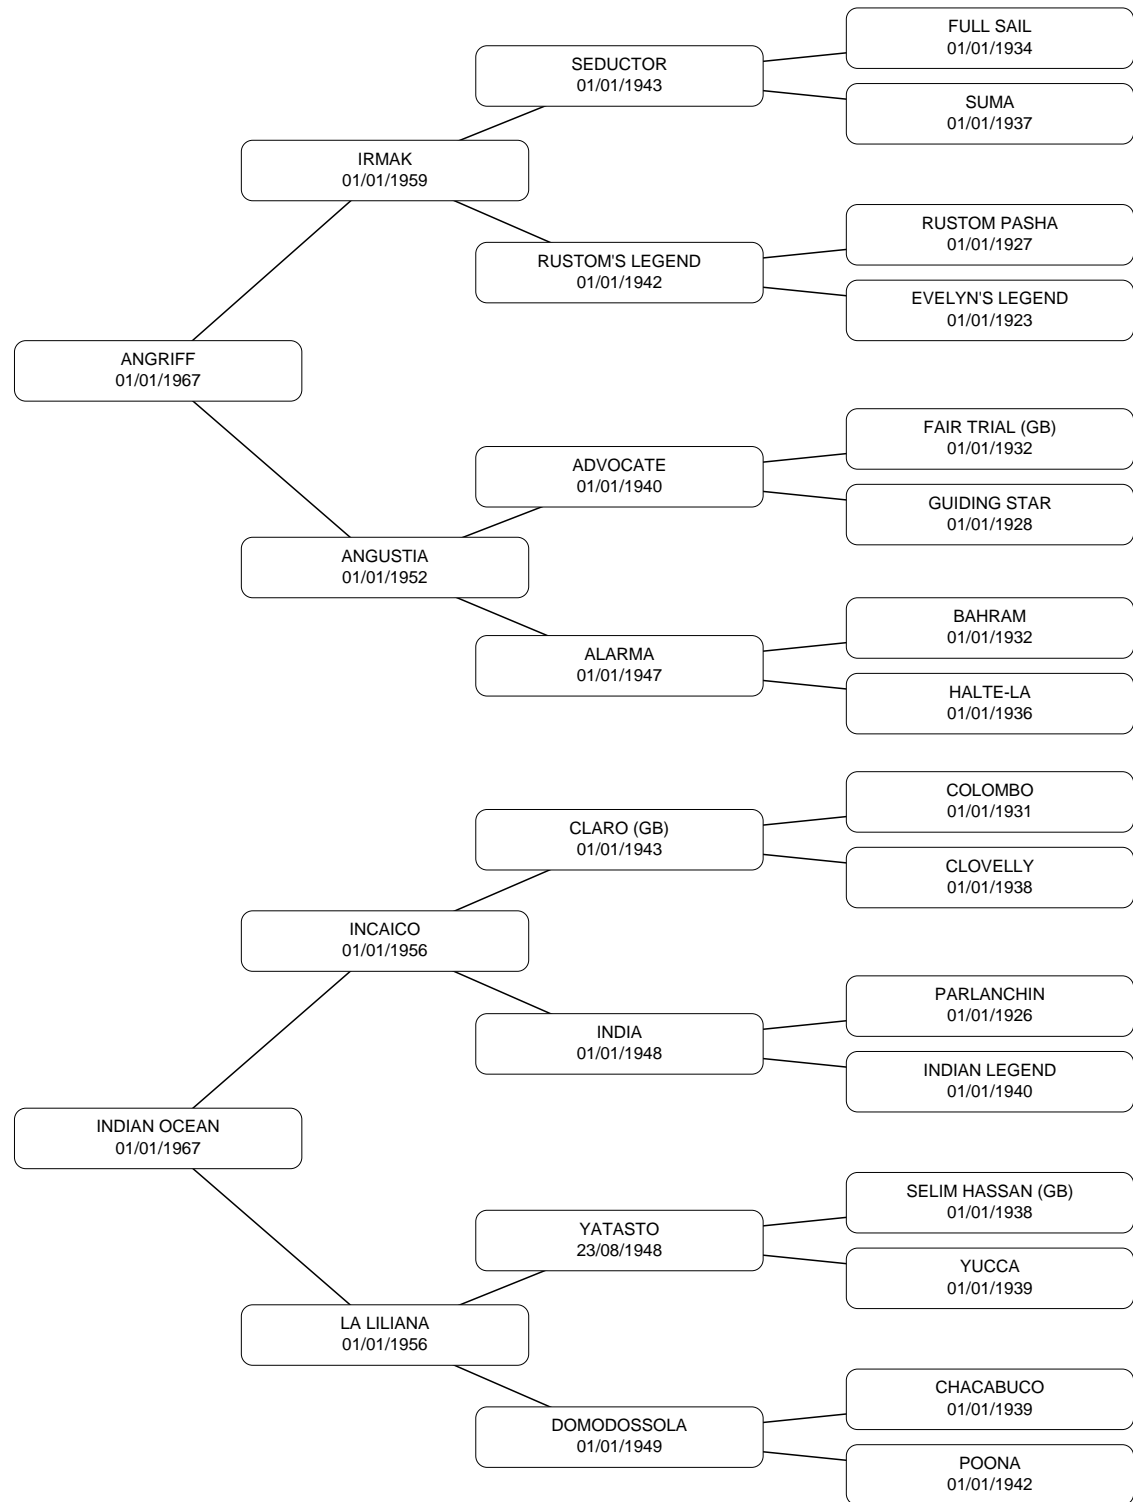 FULL SAIL
01/01/1934
SEDUCTOR
01/01/1943
SUMA
01/01/1937
IRMAK
01/01/1959
RUSTOM PASHA
01/01/1927
RUSTOM'S LEGEND
01/01/1942
EVELYN'S LEGEND
01/01/1923
ANGRIFF
01/01/1967
FAIR TRIAL (GB)
01/01/1932
ADVOCATE
01/01/1940
GUIDING STAR
01/01/1928
ANGUSTIA
01/01/1952
BAHRAM
01/01/1932
ALARMA
01/01/1947
HALTE-LA
01/01/1936
COLOMBO
01/01/1931
CLARO (GB)
01/01/1943
CLOVELLY
01/01/1938
INCAICO
01/01/1956
PARLANCHIN
01/01/1926
INDIA
01/01/1948
INDIAN LEGEND
01/01/1940
INDIAN OCEAN
01/01/1967
SELIM HASSAN (GB)
01/01/1938
YATASTO
23/08/1948
YUCCA
01/01/1939
LA LILIANA
01/01/1956
CHACABUCO
01/01/1939
DOMODOSSOLA
01/01/1949
POONA
01/01/1942